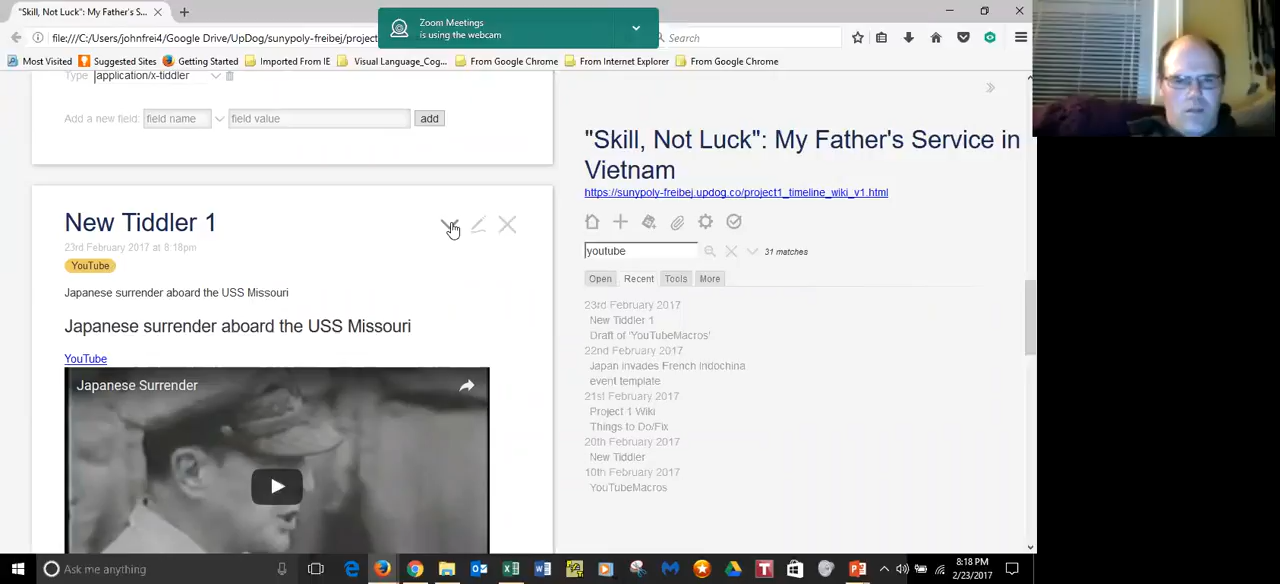 "Skill, Not Luck": My Father's S...
Zoom Meetings
is using the webcam
file:///C:/Users/johnfrei4/Google Drive/UpDog/sunypoly-freibej/project
Search
Most Visited
Suggested Sites
Getting Started
Imported From IE
Visual_Language_Cog...
From Google Chrome
From Internet Explorer
From Google Chrome
Type
application/x-tiddler
Add a new field:
field name
field value
add
New Tiddler 1
23rd February 2017 at 8:18pm
YouTube
Japanese surrender aboard the USS Missouri
Japanese surrender aboard the USS Missouri
YouTube
Japanese Surrender
"Skill, Not Luck": My Father's Service in
Vietnam
https://sunypoly-freibej.updog.co/project1_timeline_wiki_v1.html
youtube
31 matches
Open
Recent
Tools
More
23rd February 2017
New Tiddler 1
Draft of 'YouTubeMacros'
22nd February 2017
Japan invades French Indochina
event template
21st February 2017
Project 1 Wiki
Things to Do/Fix
20th February 2017
New Tiddler
10th February 2017
YouTubeMacros
Ask me anything
8:18 PM
2/23/2017